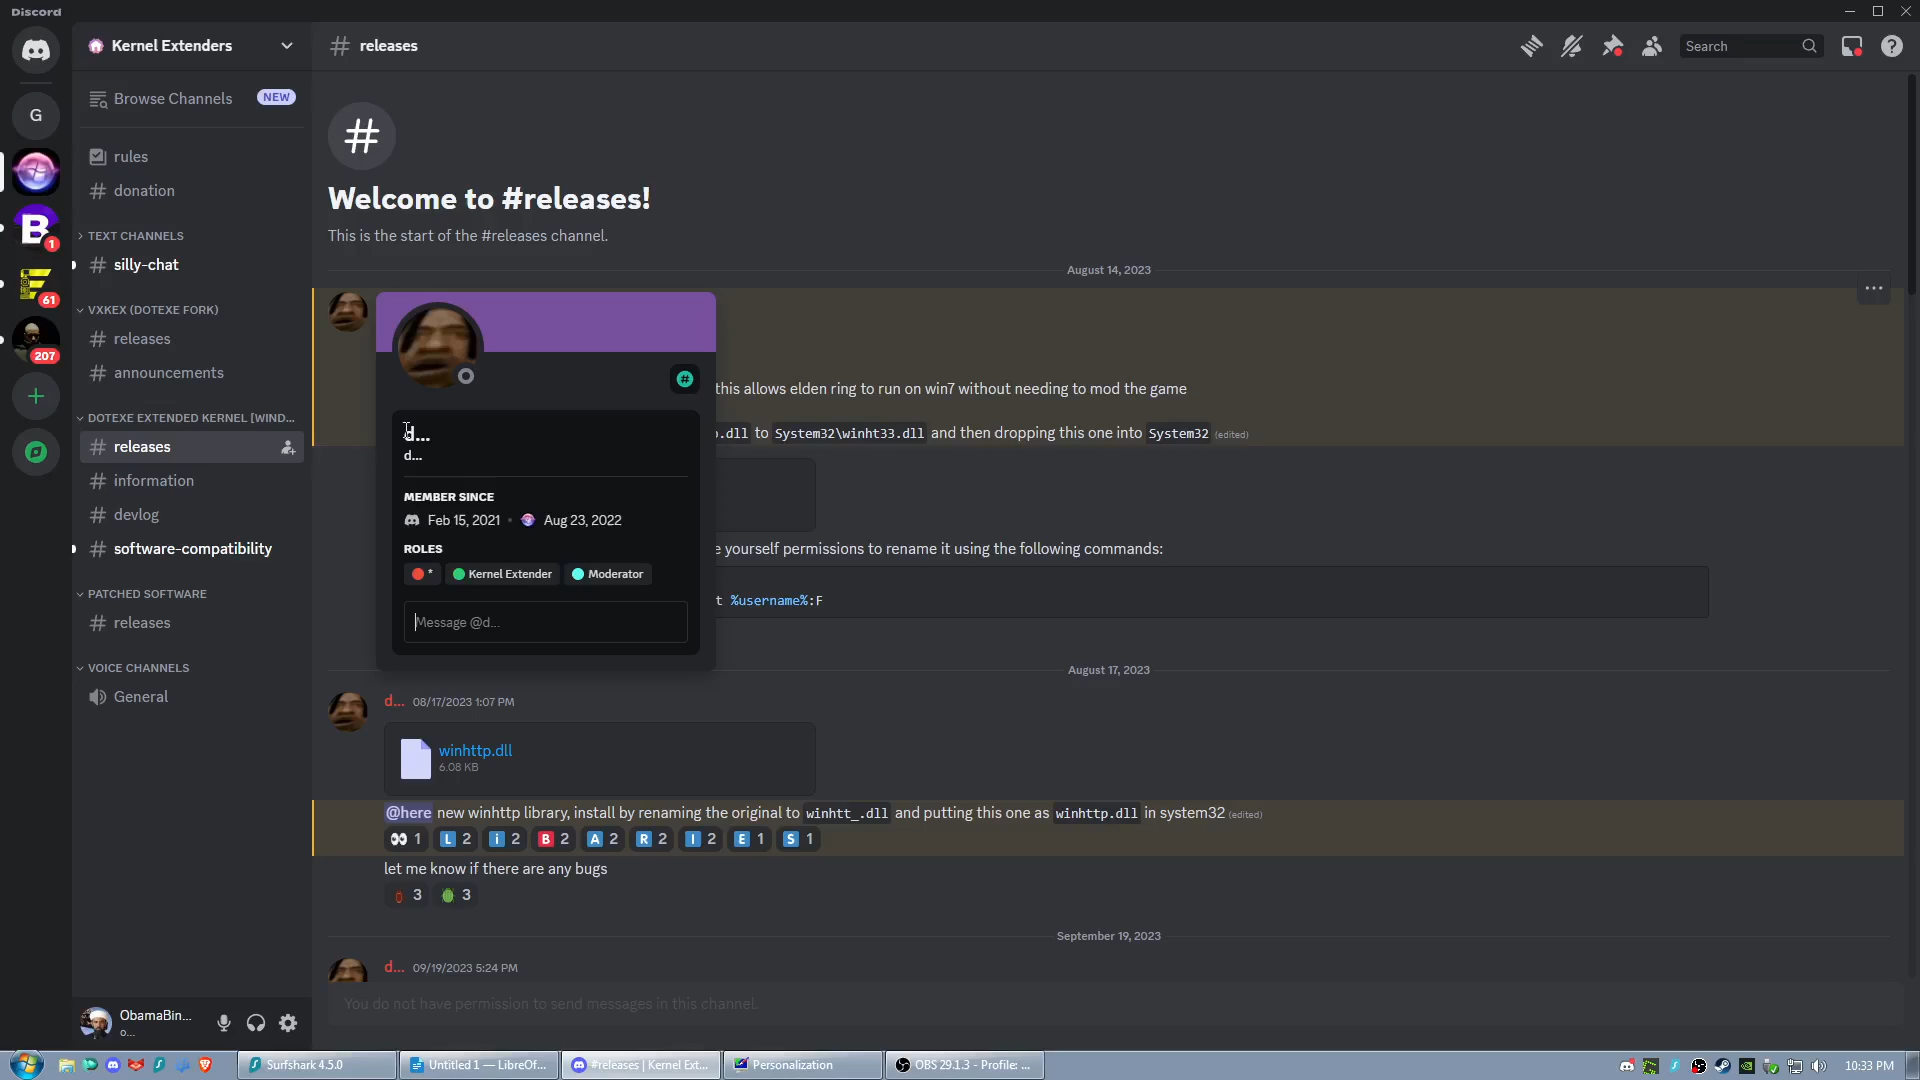 Discord
Kernel Extenders
releases
Search
G
Browse Channels
NEW
rules
donation
TEXT CHANNELS
silly-chat
VXKEX (DOTEXE FORK)
releases
announcements
DOTEXE EXTENDED KERNEL [WIND...
releases
information
devlog
software-compatibility
PATCHED SOFTWARE
releases
VOICE CHANNELS
General
B
1
61
207
Welcome to #releases!
This is the start of the #releases channel.
August 14, 2023
this allows elden ring to run on win7 without needing to mod the game
.dll to System32\winht33.dll and then dropping this one into System32 (edited)
d...
d...
MEMBER SINCE
Feb 15, 2021 • Aug 23, 2022
ROLES
* Kernel Extender Moderator
Message @d...
yourself permissions to rename it using the following commands:
%username%:F
August 17, 2023
d... 08/17/2023 1:07 PM
winhttp.dll
6.08 KB
@here new winhttp library, install by renaming the original to winhtt_.dll and putting this one as winhttp.dll in system32 (edited)
1 L 2 i 2 B 2 A 2 R 2 I 2 E 1 S 1
let me know if there are any bugs
3 3
September 19, 2023
d... 09/19/2023 5:24 PM
You do not have permission to send messages in this channel.
ObamaBin...
o...
Surfshark 4.5.0
Untitled 1 — LibreOf...
#releases | Kernel Ext...
Personalization
OBS 29.1.3 - Profile: ...
10:33 PM